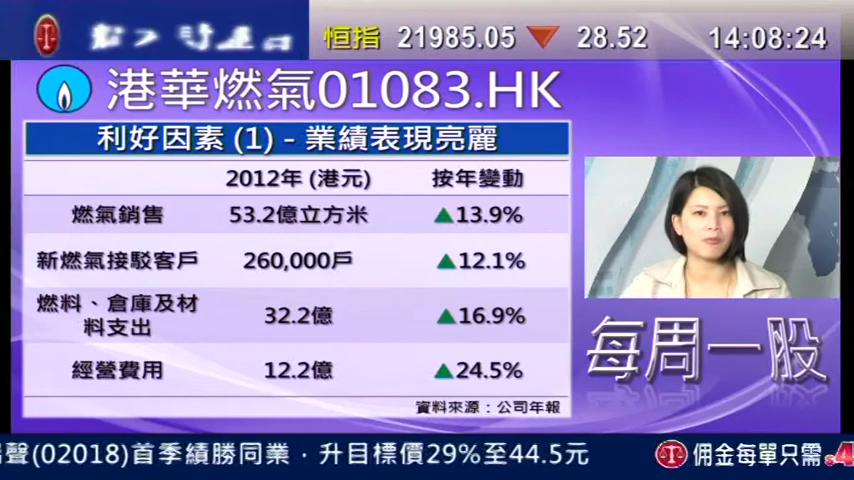 恒指 21985.05 28.52 14:08:24
港華燃氣01083.HK
利好因素 (1) - 業績表現亮麗
2012年 (港元) 按年變動
燃氣銷售 53.2億立方米 ▲13.9%
新燃氣接駁客戶 260,000戶 ▲12.1%
燃料、倉庫及材
料支出 32.2億 ▲16.9%
經營費用 12.2億 ▲24.5%
資料來源：公司年報
每周一股
聲(02018)首季績勝同業，升目標價29%至44.5元
佣金每單只需